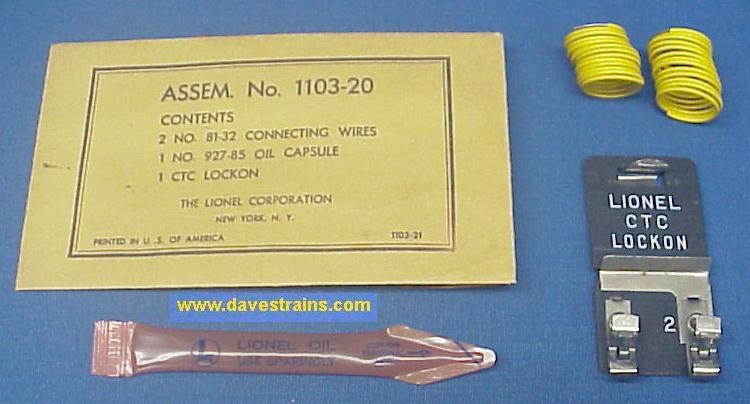 ASSEM. No. 1103-20
CONTENTS
2 NO. 81-32 CONNECTING WIRES
1 NO. 927-85 OIL CAPSULE
1 CTC LOCKON
THE LIONEL CORPORATION
NEW YORK, N. Y.
PRINTED IN U.S. OF AMERICA 1103-21
www.davestrains.com
LIONEL
CTC
LOCKON
2
L
LIONEL OIL
USE SPARINGLY